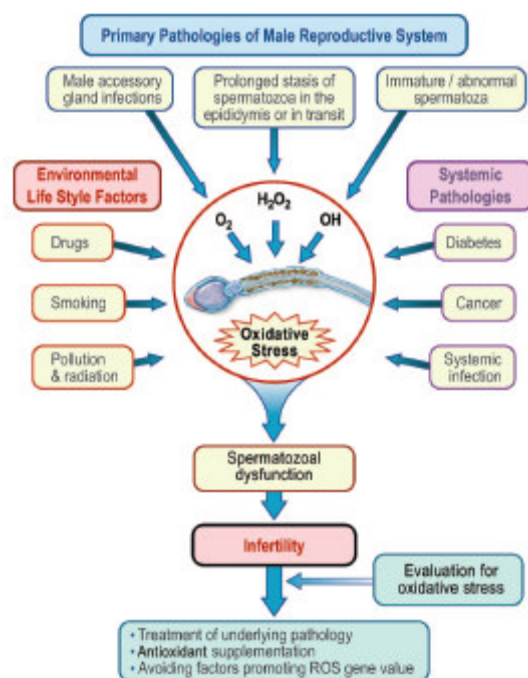 Primary Pathologies of Male Reproductive System
Male accessory
gland infections
Prolonged stasis of
spermatozoa in the
epididymis or in transit
Immature / abnormal
spermatoza
Environmental
Life Style Factors
Systemic
Pathologies
O₂
H₂O₂
OH
Drugs
Smoking
Pollution
& radiation
Diabetes
Cancer
Systemic
infection
Oxidative
Stress
Spermatozoal
dysfunction
Infertility
Evaluation for
oxidative stress
• Treatment of underlying pathology
• Antioxidant supplementation
• Avoiding factors promoting ROS gene value